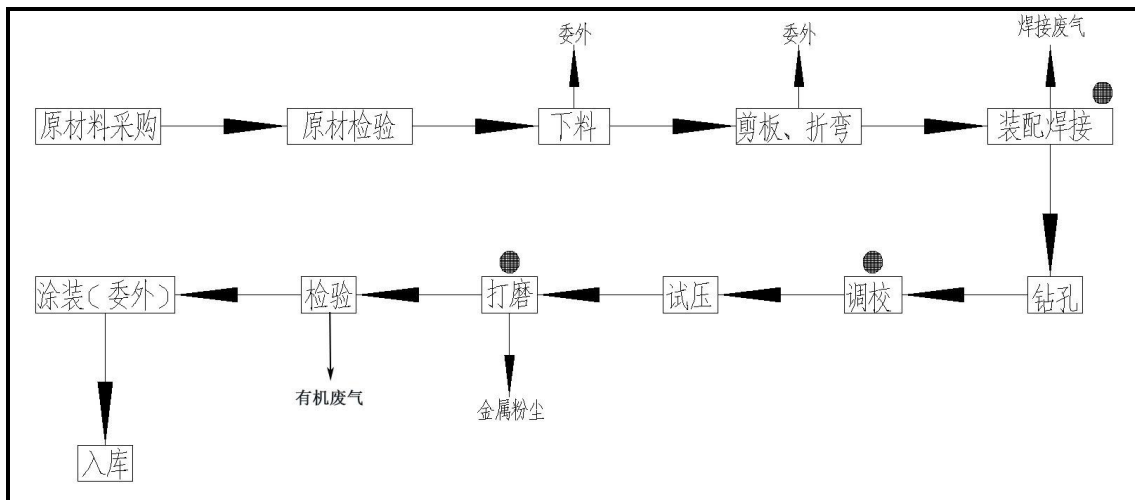 委外
委外
焊接废气
原材料采购
原材检验
下料
剪板、折弯
装配焊接
涂装(委外)
检验
打磨
试压
调校
钻孔
有机废气
金属粉尘
入库